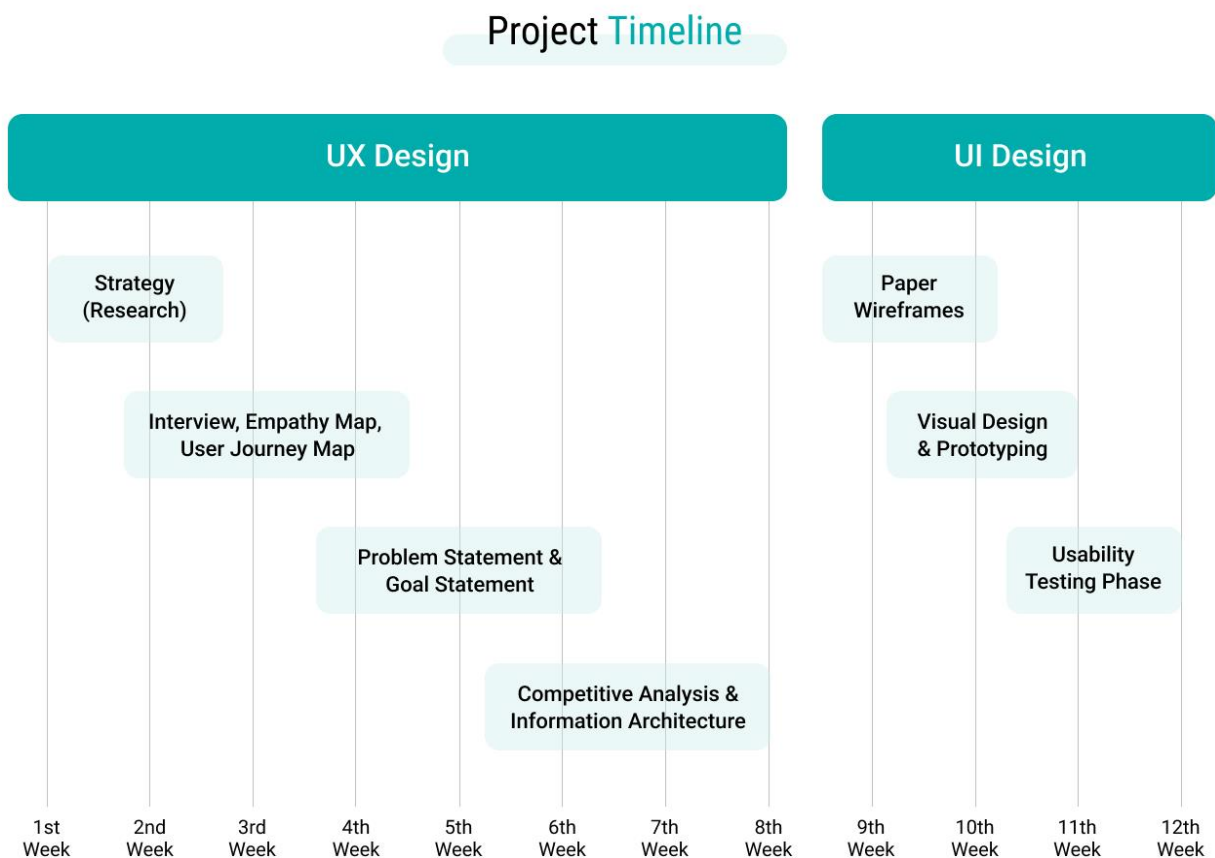 Project Timeline
UX Design
UI Design
Strategy
(Research)
Paper
Wireframes
Interview, Empathy Map,
User Journey Map
Visual Design
& Prototyping
Problem Statement &
Goal Statement
Usability
Testing Phase
Competitive Analysis &
Information Architecture
1st
Week
2nd
Week
3rd
Week
4th
Week
5th
Week
6th
Week
7th
Week
8th
Week
9th
Week
10th
Week
11th
Week
12th
Week